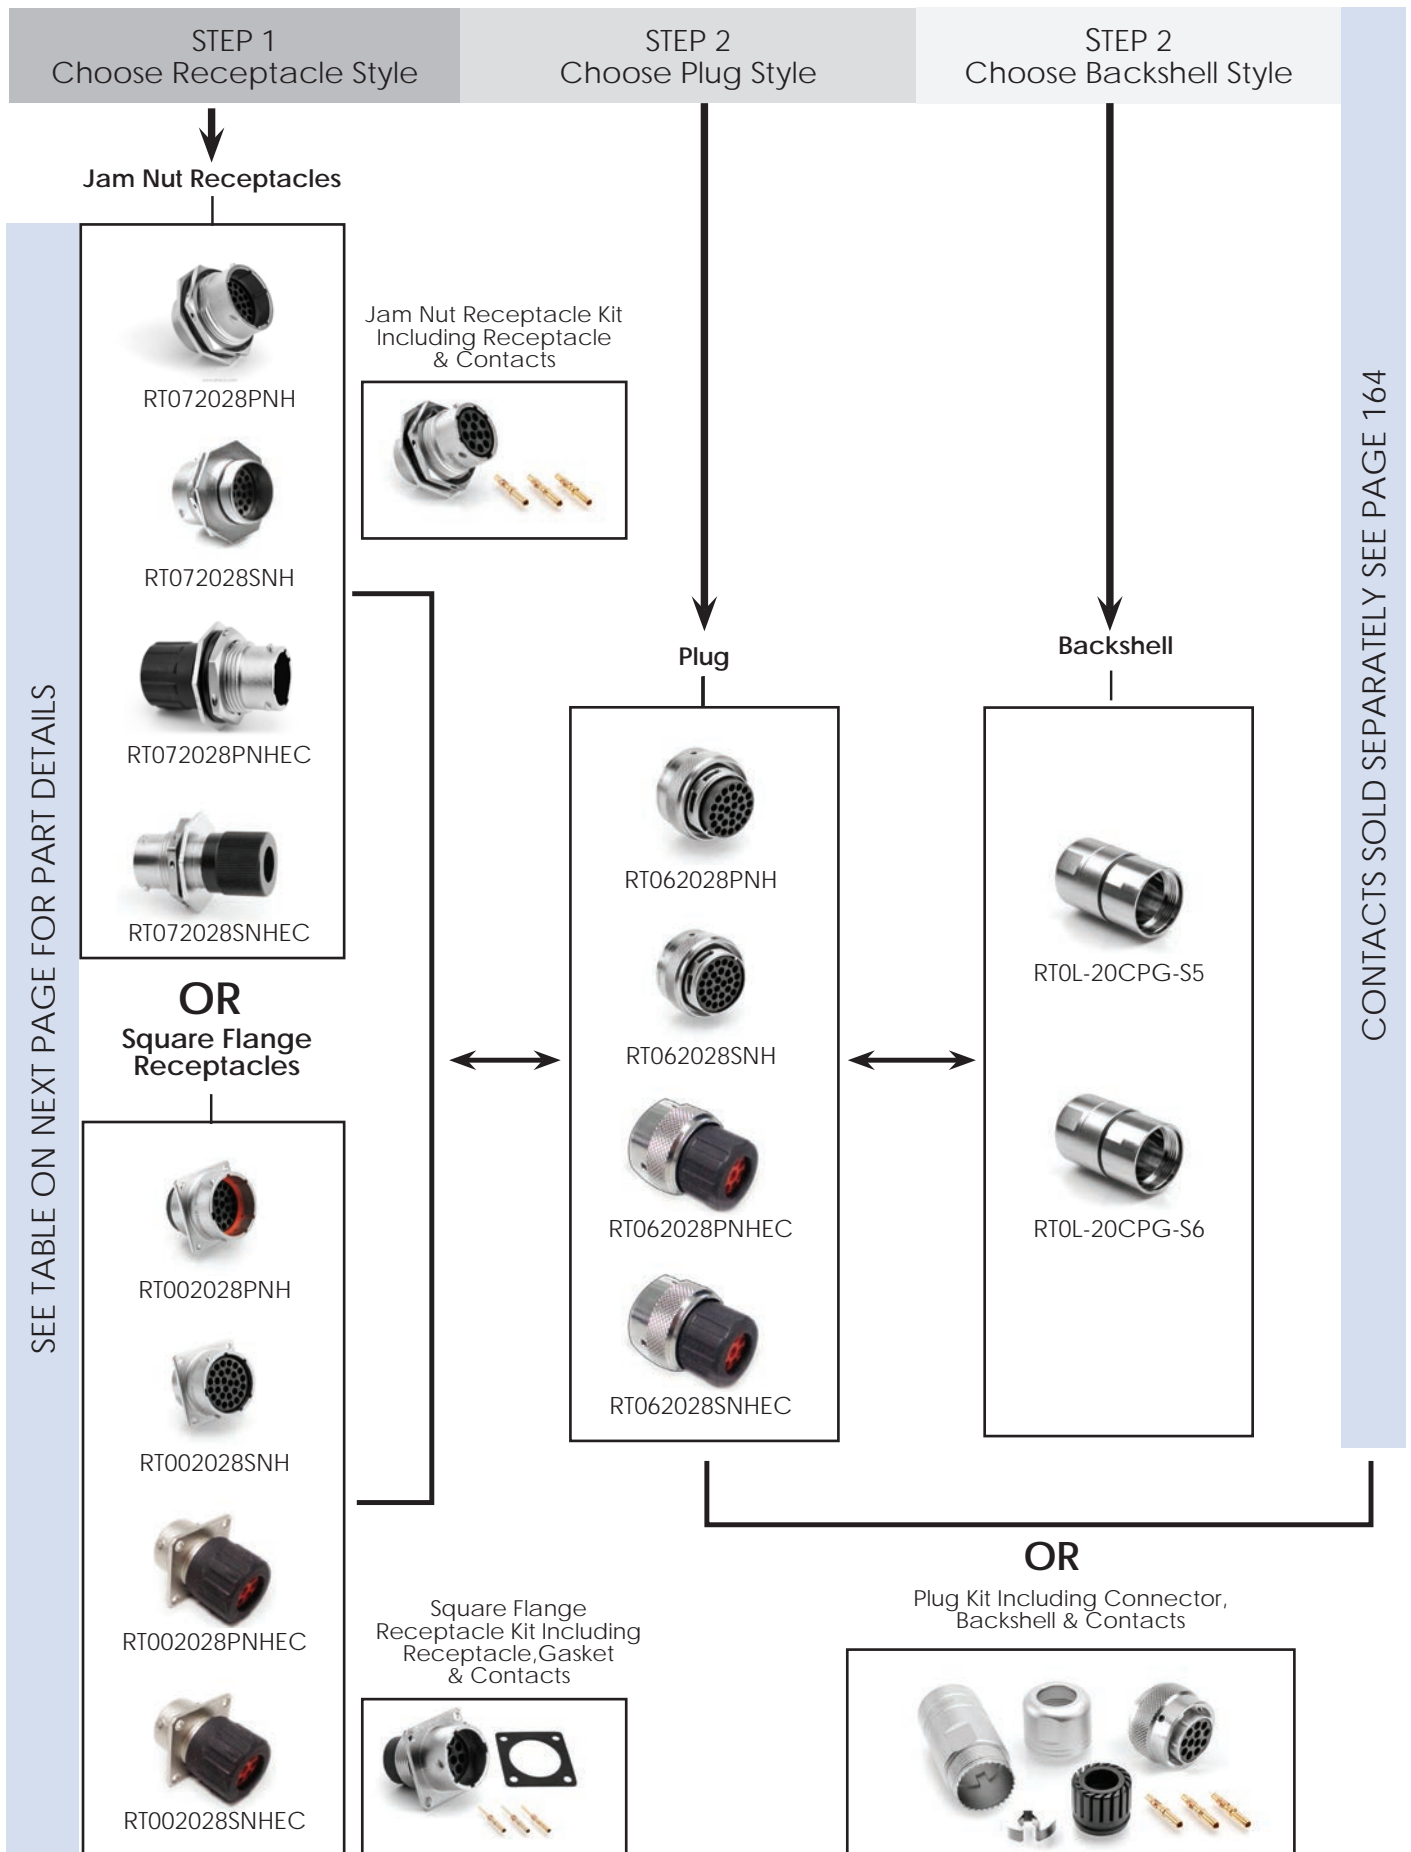 STEP 1
Choose Receptacle Style
STEP 2
Choose Plug Style
STEP 2
Choose Backshell Style
Jam Nut Receptacles
RT072028PNH
RT072028SNH
RT072028PNHEC
RT072028SNHEC
Jam Nut Receptacle Kit
Including Receptacle
& Contacts
OR
Square Flange
Receptacles
RT002028PNH
RT002028SNH
RT002028PNHEC
RT002028SNHEC
Square Flange
Receptacle Kit Including
Receptacle,Gasket
& Contacts
Plug
RT062028PNH
RT062028SNH
RT062028PNHEC
RT062028SNHEC
Backshell
RT0L-20CPG-S5
RT0L-20CPG-S6
OR
Plug Kit Including Connector,
Backshell & Contacts
SEE TABLE ON NEXT PAGE FOR PART DETAILS
CONTACTS SOLD SEPARATELY SEE PAGE 164